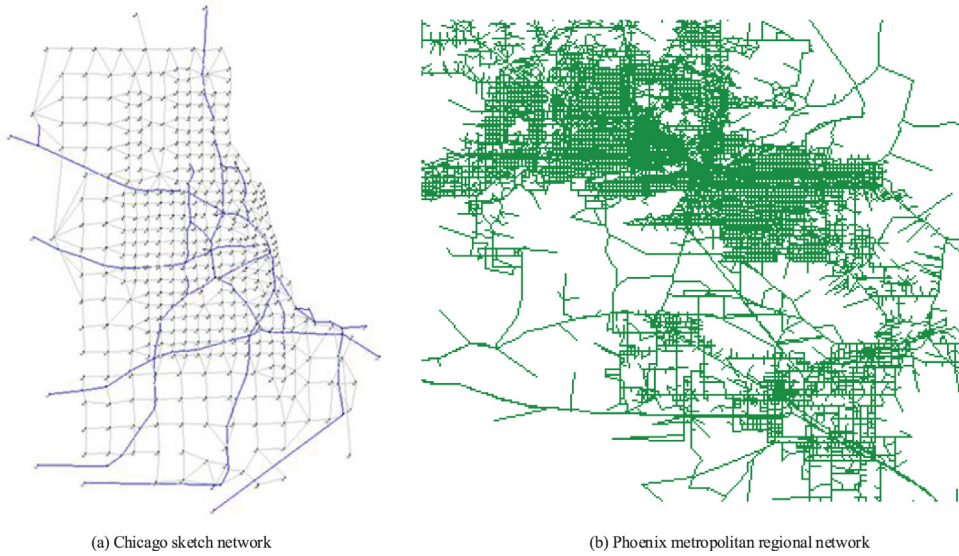 (a) Chicago sketch network
(b) Phoenix metropolitan regional network